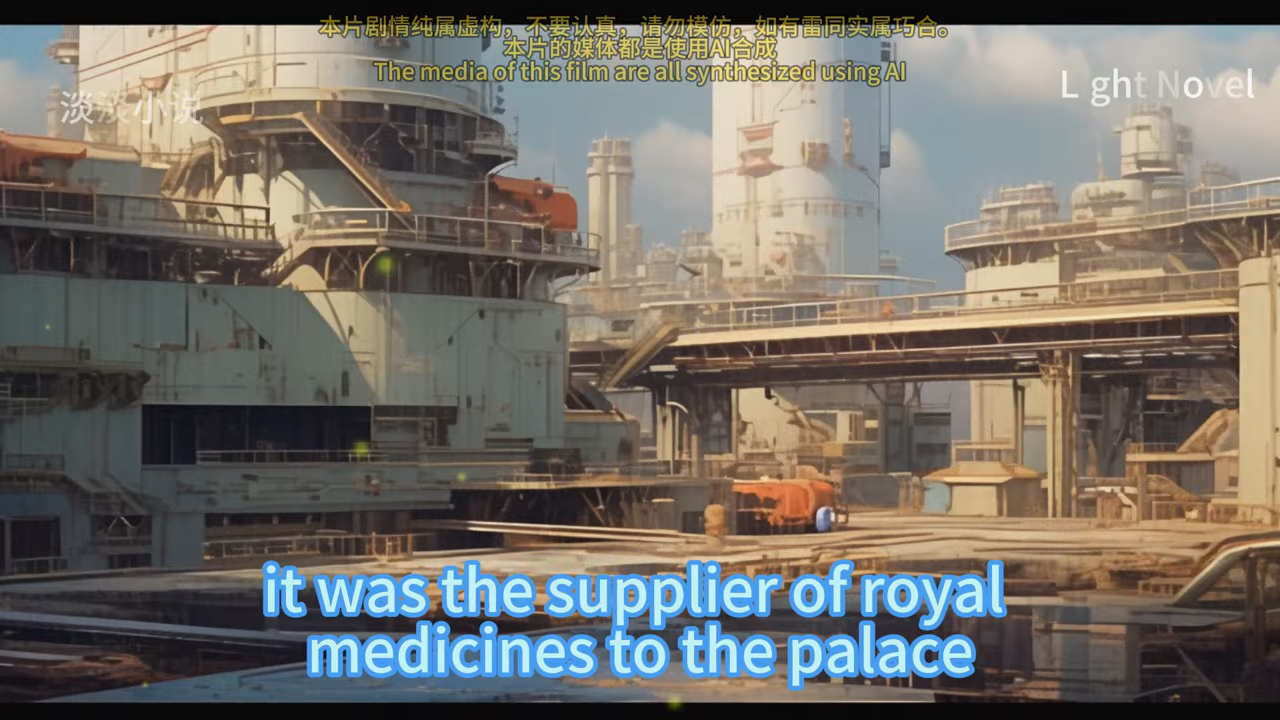 本片剧情纯属虚构，不要认真，请勿模仿，如有雷同实属巧合。
本片的媒体都是使用AI合成
The media of this film are all synthesized using AI
淡淡小说
L ght Novel
it was the supplier of royal
medicines to the palace